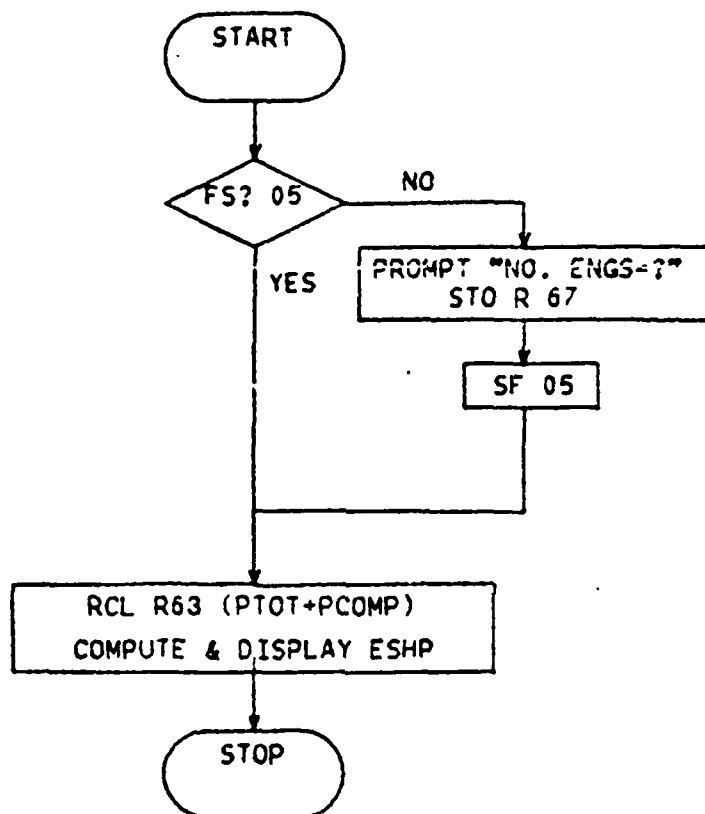 START
FS? 05
NO
YES
PROMPT "NO. ENGS=?"
STO R 67
SF 05
RCL R63 (PTOT+PCOMP)
COMPUTE & DISPLAY ESHP
STOP